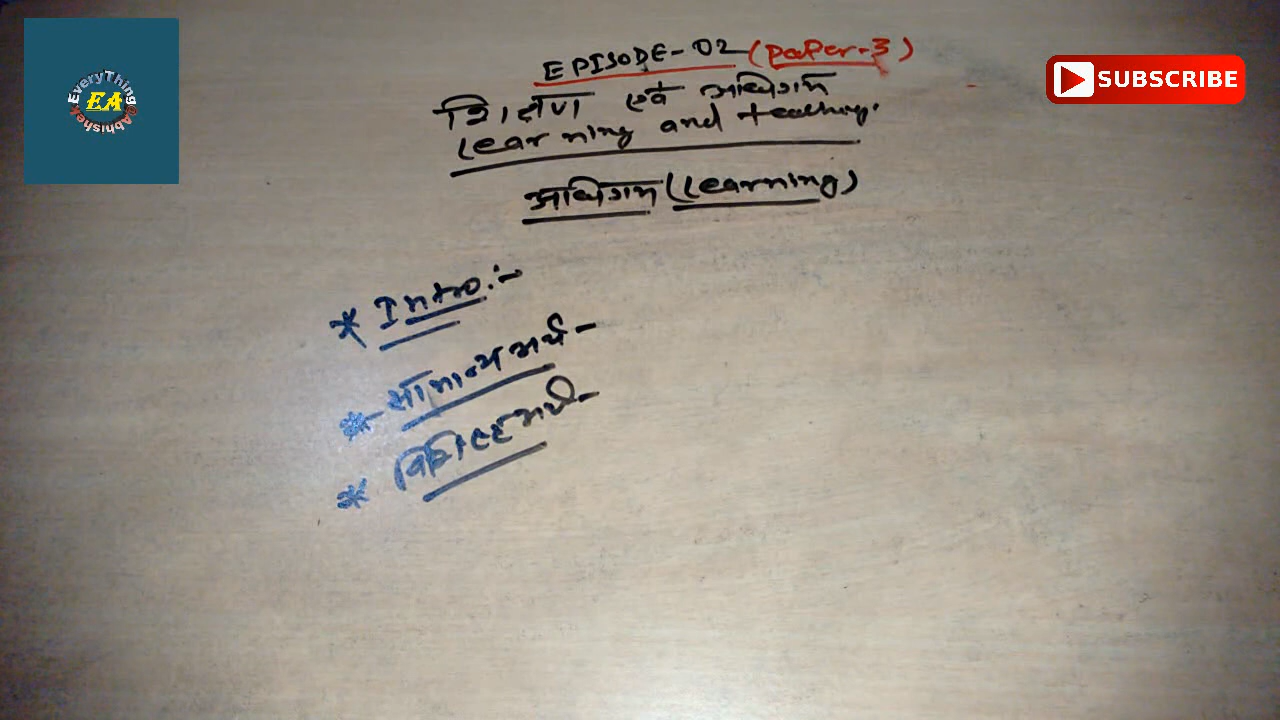 EveryThing
EA
@Abhishek
SUBSCRIBE
EPISODE-02 (Paper-3)
शिक्षण एवं अधिगम
Learning and teaching.
अधिगम (Learning)
* Intro:-
*- सामान्य अर्थ-
* विशिष्ट अर्थ-